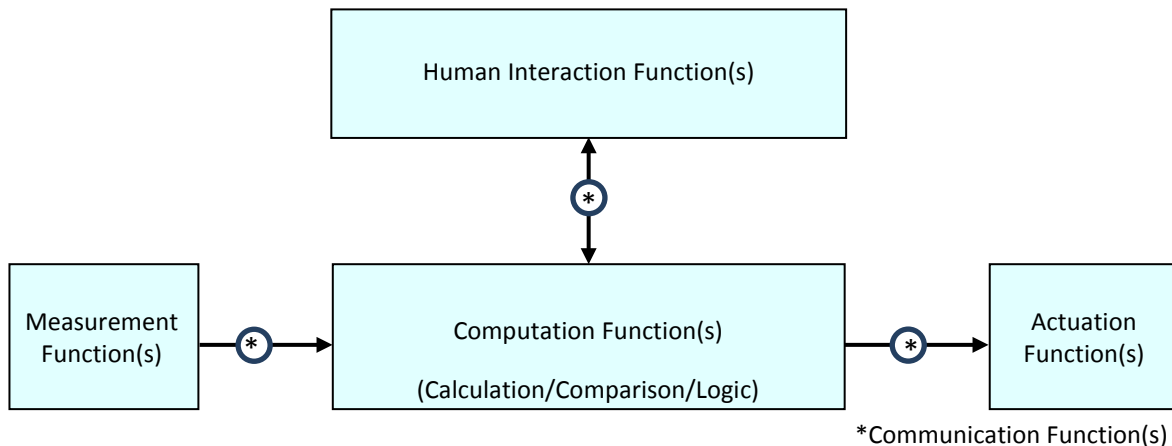 Human Interaction Function(s)
*
Measurement
Function(s)
*
Computation Function(s)
(Calculation/Comparison/Logic)
*
Actuation
Function(s)
*Communication Function(s)